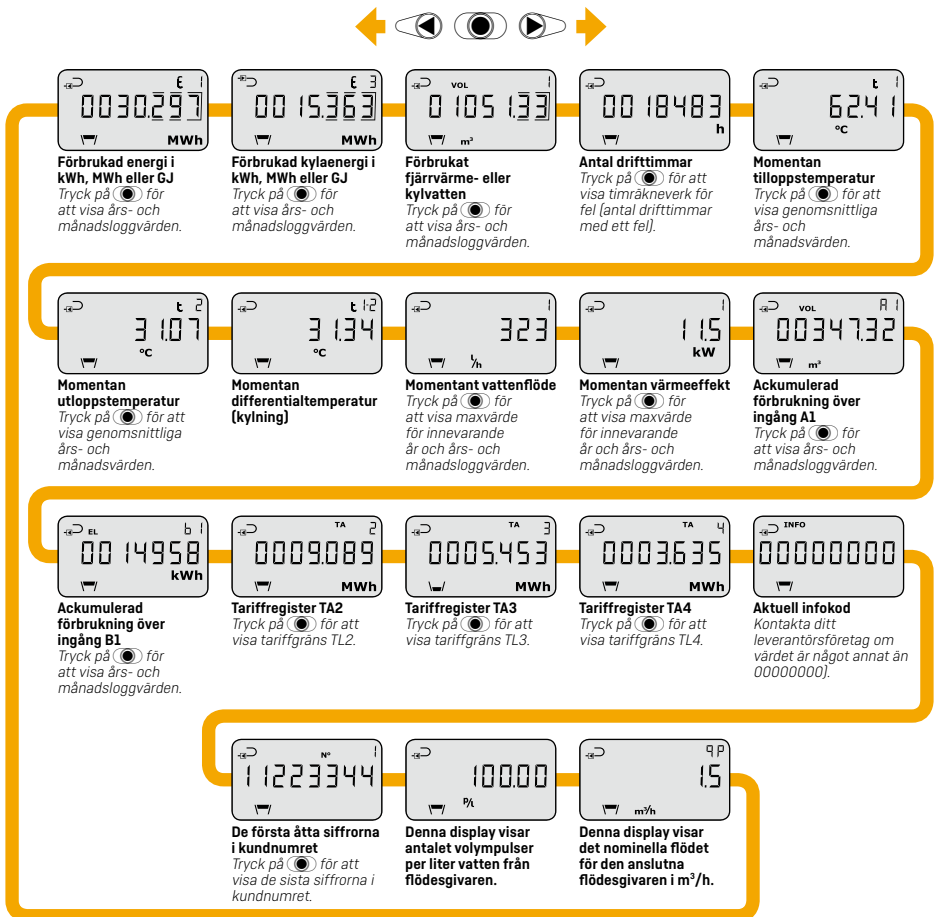 E 1
0030.297
MWh
Förbrukad energi i
kWh, MWh eller GJ
Tryck på för
att visa års- och
månadsloggvärden.
E 3
0015.363
MWh
Förbrukad kylaenergi i
kWh, MWh eller GJ
Tryck på för
att visa års- och
månadsloggvärden.
VOL 1
01051.33
m³
Förbrukat
fjärrvärme- eller
kylvatten
Tryck på för
att visa års- och
månadsloggvärden.
0018483
h
Antal drifttimmar
Tryck på för att
visa timräkneverk för
fel (antal drifttimmar
med ett fel).
t 1
62.41
°C
Momentan
tilloppstemperatur
Tryck på för att
visa genomsnittliga
års- och
månadsvärden.
t 2
31.07
°C
Momentan
utloppstemperatur
Tryck på för att
visa genomsnittliga
års- och
månadsvärden.
t 1-2
31.34
°C
Momentan
differentialtemperatur
(kylning)
1
323
l/h
Momentant vattenflöde
Tryck på för
att visa maxvärde
för innevarande
år och års- och
månadsloggvärden.
1
11.5
kW
Momentan värmeeffekt
Tryck på för
att visa maxvärde
för innevarande
år och års- och
månadsloggvärden.
VOL A1
00347.32
m³
Ackumulerad
förbrukning över
ingång A1
Tryck på för
att visa års- och
månadsloggvärden.
EL b1
0014958
kWh
Ackumulerad
förbrukning över
ingång B1
Tryck på för
att visa års- och
månadsloggvärden.
TA 2
0009.089
MWh
Tariffregister TA2
Tryck på för att
visa tariffgräns TL2.
TA 3
0005.453
MWh
Tariffregister TA3
Tryck på för att
visa tariffgräns TL3.
TA 4
0003.635
MWh
Tariffregister TA4
Tryck på för att
visa tariffgräns TL4.
INFO
00000000
Aktuell infokod
Kontakta ditt
leverantörsföretag om
värdet är något annat än
00000000).
N° 1
11223344
De första åtta siffrorna
i kundnumret
Tryck på för att
visa de sista siffrorna i
kundnumret.
100.00
p/l
Denna display visar
antalet volympulser
per liter vatten från
flödesgivaren.
qP
1.5
m³/h
Denna display visar
det nominella flödet
för den anslutna
flödesgivaren i m³/h.